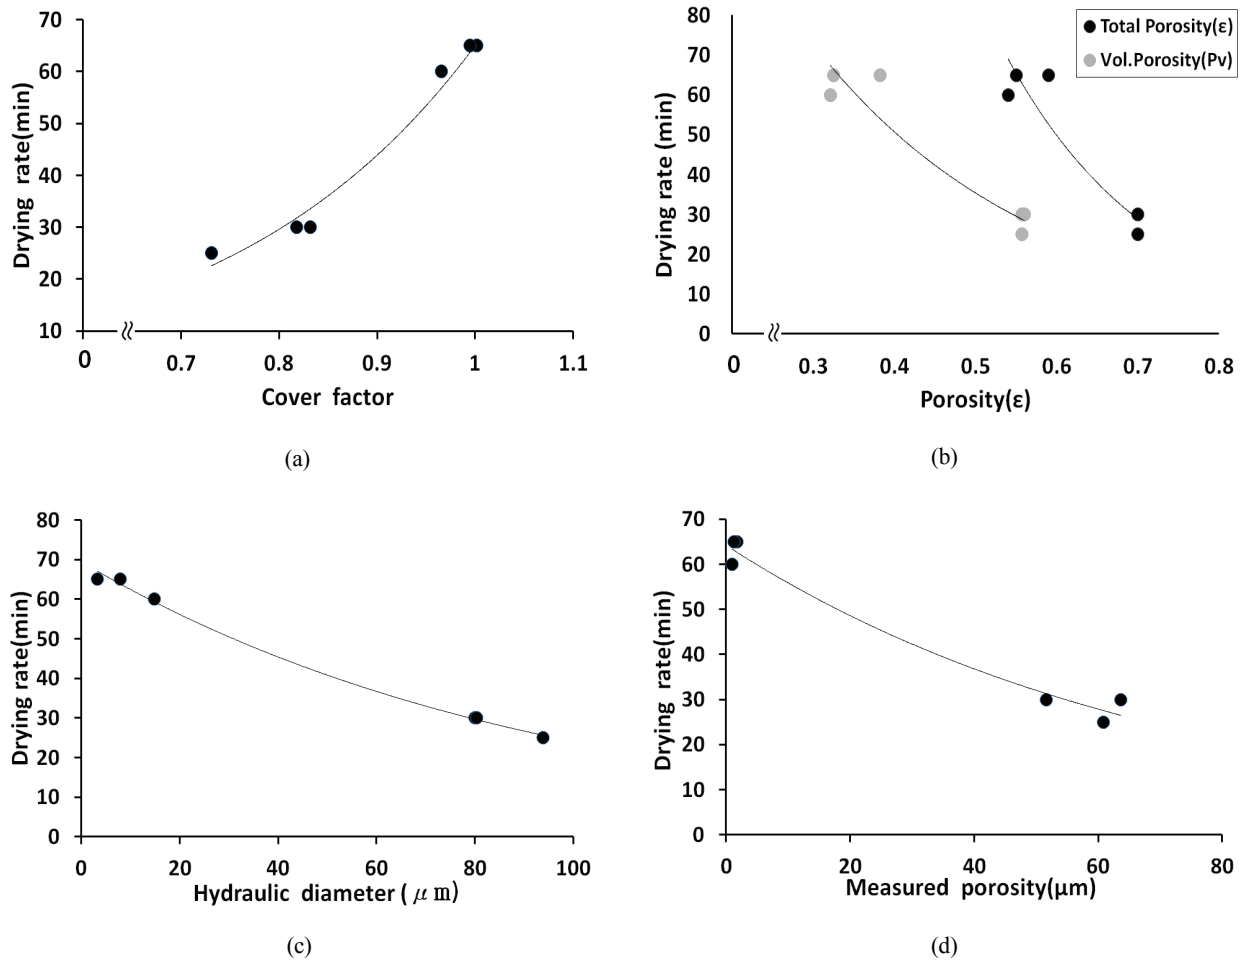 70
60
50
40
30
20
10
Drying rate(min)
0 0.7 0.8 0.9 1 1.1
Cover factor
(a)
80
70
60
50
40
30
20
10
0
Drying rate (min)
Total Porosity(ε)
Vol.Porosity(Pv)
0 0.3 0.4 0.5 0.6 0.7 0.8
Porosity(ε)
(b)
80
70
60
50
40
30
20
10
0
Drying rate(min)
0 20 40 60 80 100
Hydraulic diameter(μm)
(c)
70
60
50
40
30
20
10
0
Drying rate(min)
0 20 40 60 80
Measured porosity(μm)
(d)